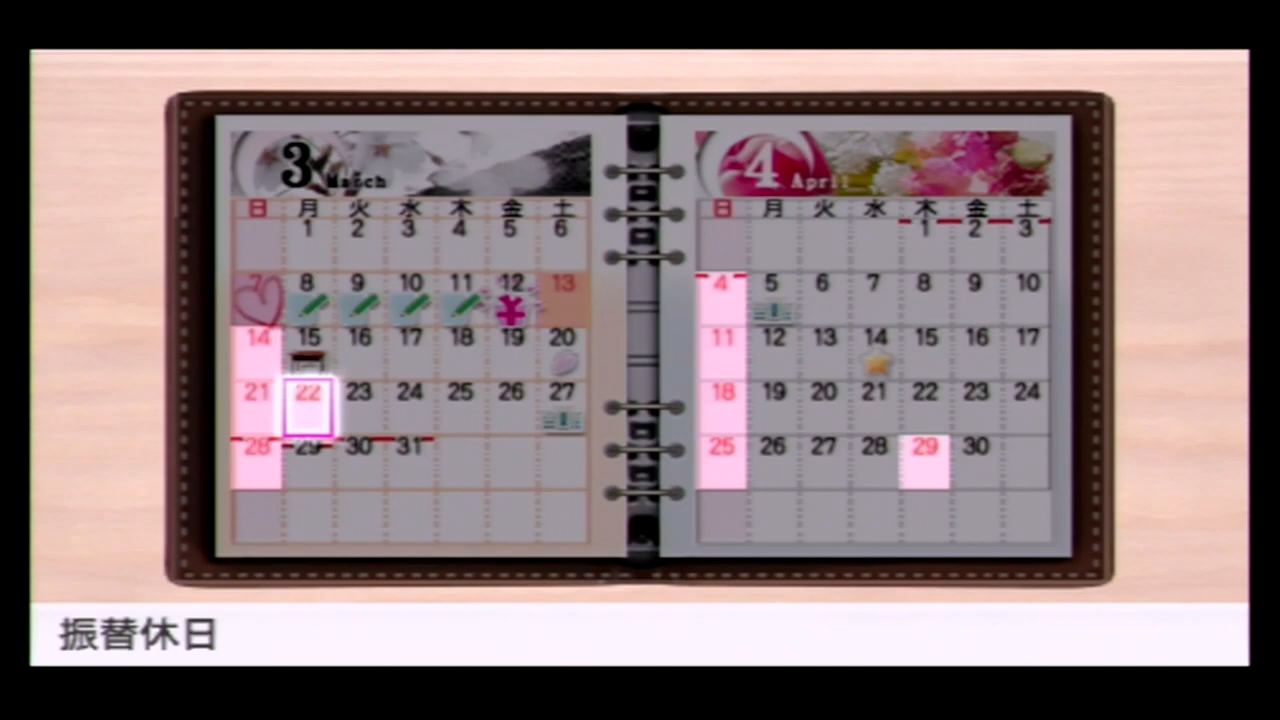 3 March
日 月 火 水 木 金 土
1 2 3 4 5 6
7 8 9 10 11 12 13
14 15 16 17 18 19 20
21 22 23 24 25 26 27
28 29 30 31
4 April
日 月 火 水 木 金 土
1 2 3
4 5 6 7 8 9 10
11 12 13 14 15 16 17
18 19 20 21 22 23 24
25 26 27 28 29 30
振替休日